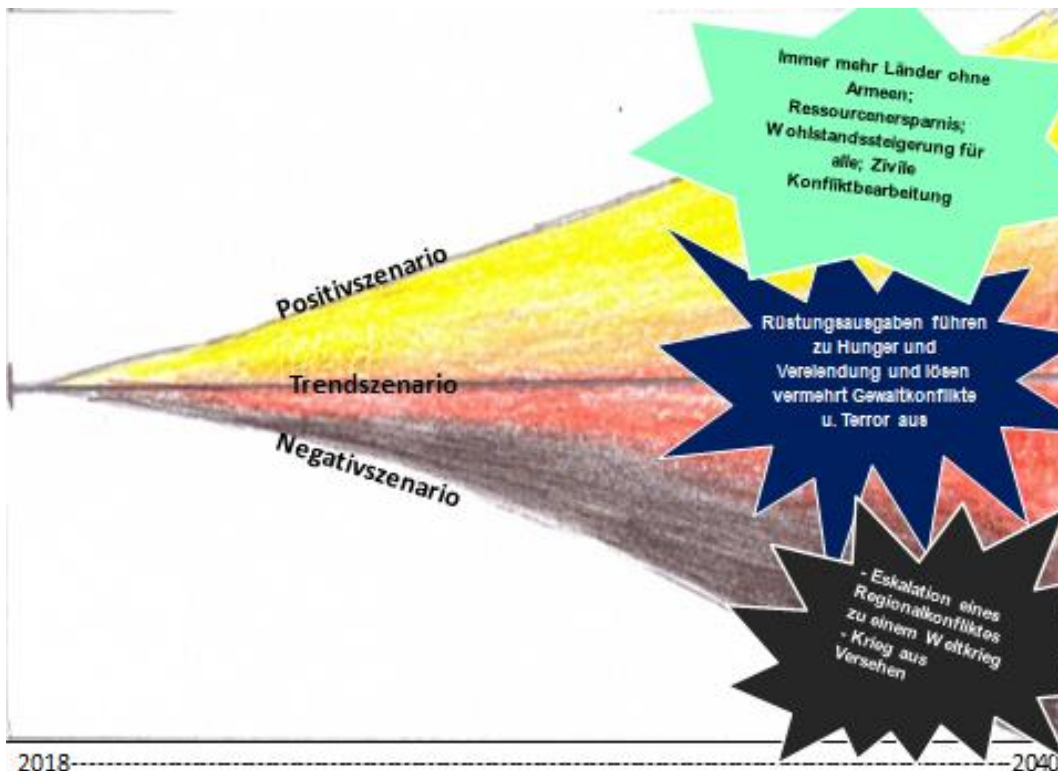 Immer mehr Länder ohne
Armeen;
Ressourcenersparnis;
Wohlstandssteigerung für
alle; Zivile
Konfliktbearbeitung
Positivszenario
Rüstungsausgaben führen
zu Hunger und
Verelendung und lösen
vermehrt Gewaltkonflikte
u. Terror aus
Trendszenario
Negativszenario
- Eskalation eines
Regionalkonfliktes
zu einem Weltkrieg
- Krieg aus
Versehen
2018--------------------------------------------------------------------------------2040